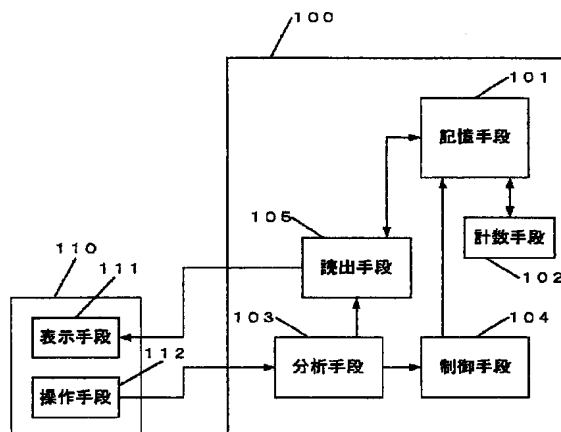 100
101
記憶手段
105
計数手段
102
読出手段
110
111
103
104
表示手段
112
分析手段
制御手段
操作手段